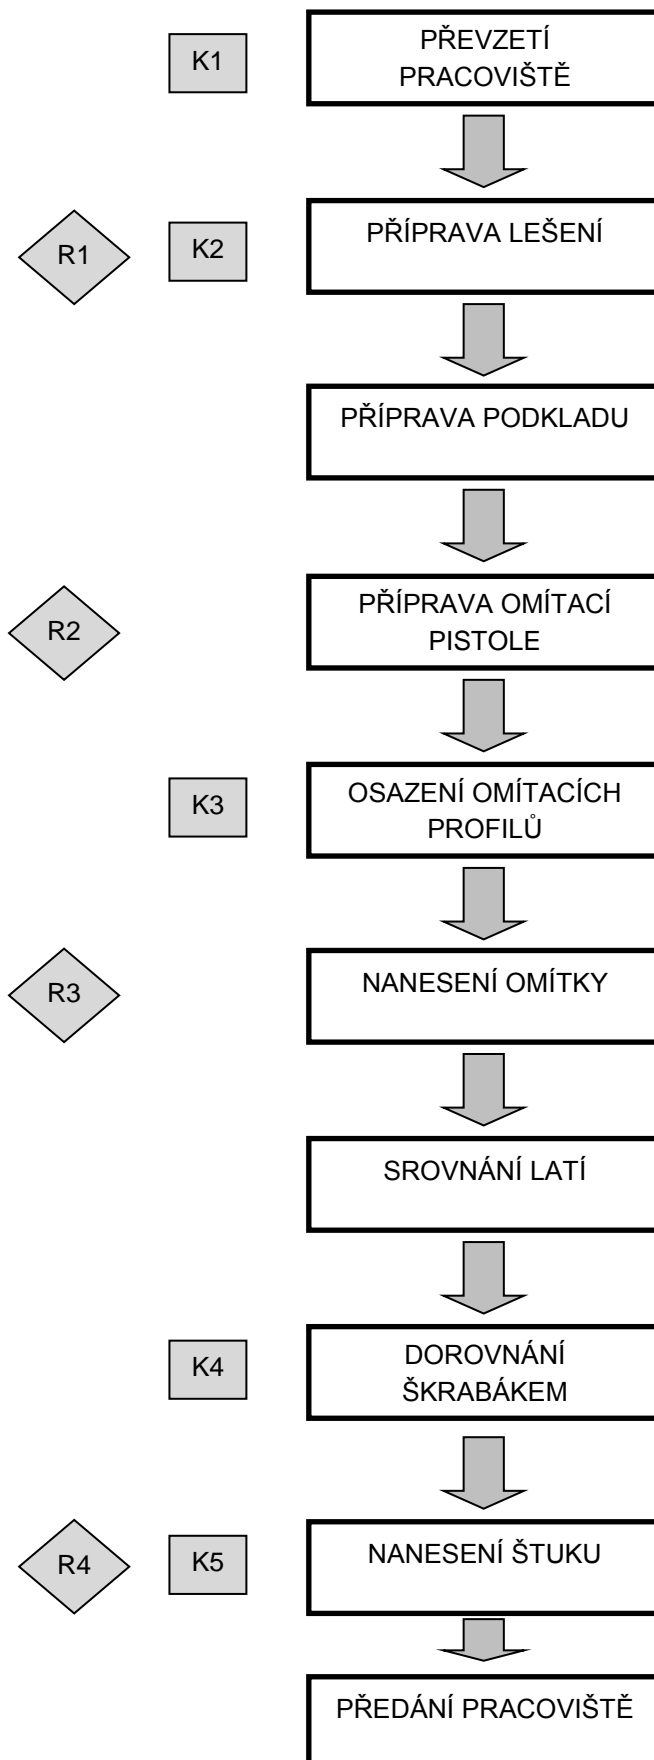 K1
PŘEVZETÍ
PRACOVIŠTĚ
R1
K2
PŘÍPRAVA LEŠENÍ
PŘÍPRAVA PODKLADU
R2
PŘÍPRAVA OMÍTACÍ
PISTOLE
K3
OSAZENÍ OMÍTACÍCH
PROFILŮ
R3
NANESENÍ OMÍTKY
SROVNÁNÍ LATÍ
K4
DOROVNÁNÍ
ŠKRABÁKEM
R4
K5
NANESENÍ ŠTUKU
PŘEDÁNÍ PRACOVIŠTĚ